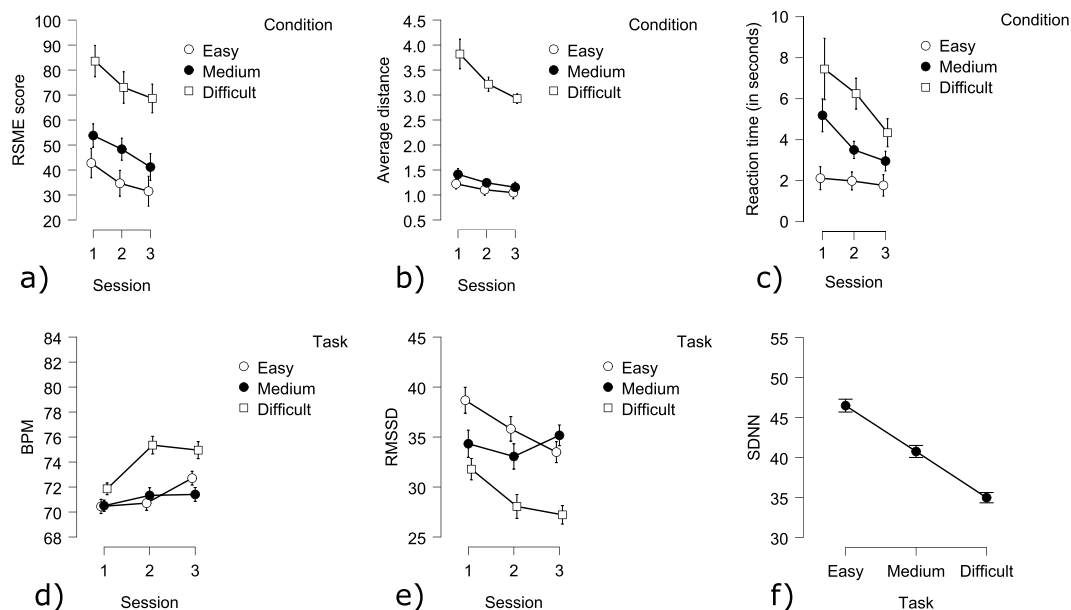 Condition
Easy
Medium
Difficult
RSME score
100
90
80
70
60
50
40
30
20
1 2 3
Session
a)
Condition
Easy
Medium
Difficult
Average distance
4.5
4.0
3.5
3.0
2.5
2.0
1.5
1.0
0.5
1 2 3
Session
b)
Condition
Easy
Medium
Difficult
Reaction time (in seconds)
10
8
6
4
2
0
1 2 3
Session
c)
Task
Easy
Medium
Difficult
BPM
84
82
80
78
76
74
72
70
68
1 2 3
Session
d)
Task
Easy
Medium
Difficult
RMSSD
45
40
35
30
25
1 2 3
Session
e)
SDNN
55
50
45
40
35
30
Easy Medium Difficult
Task
f)